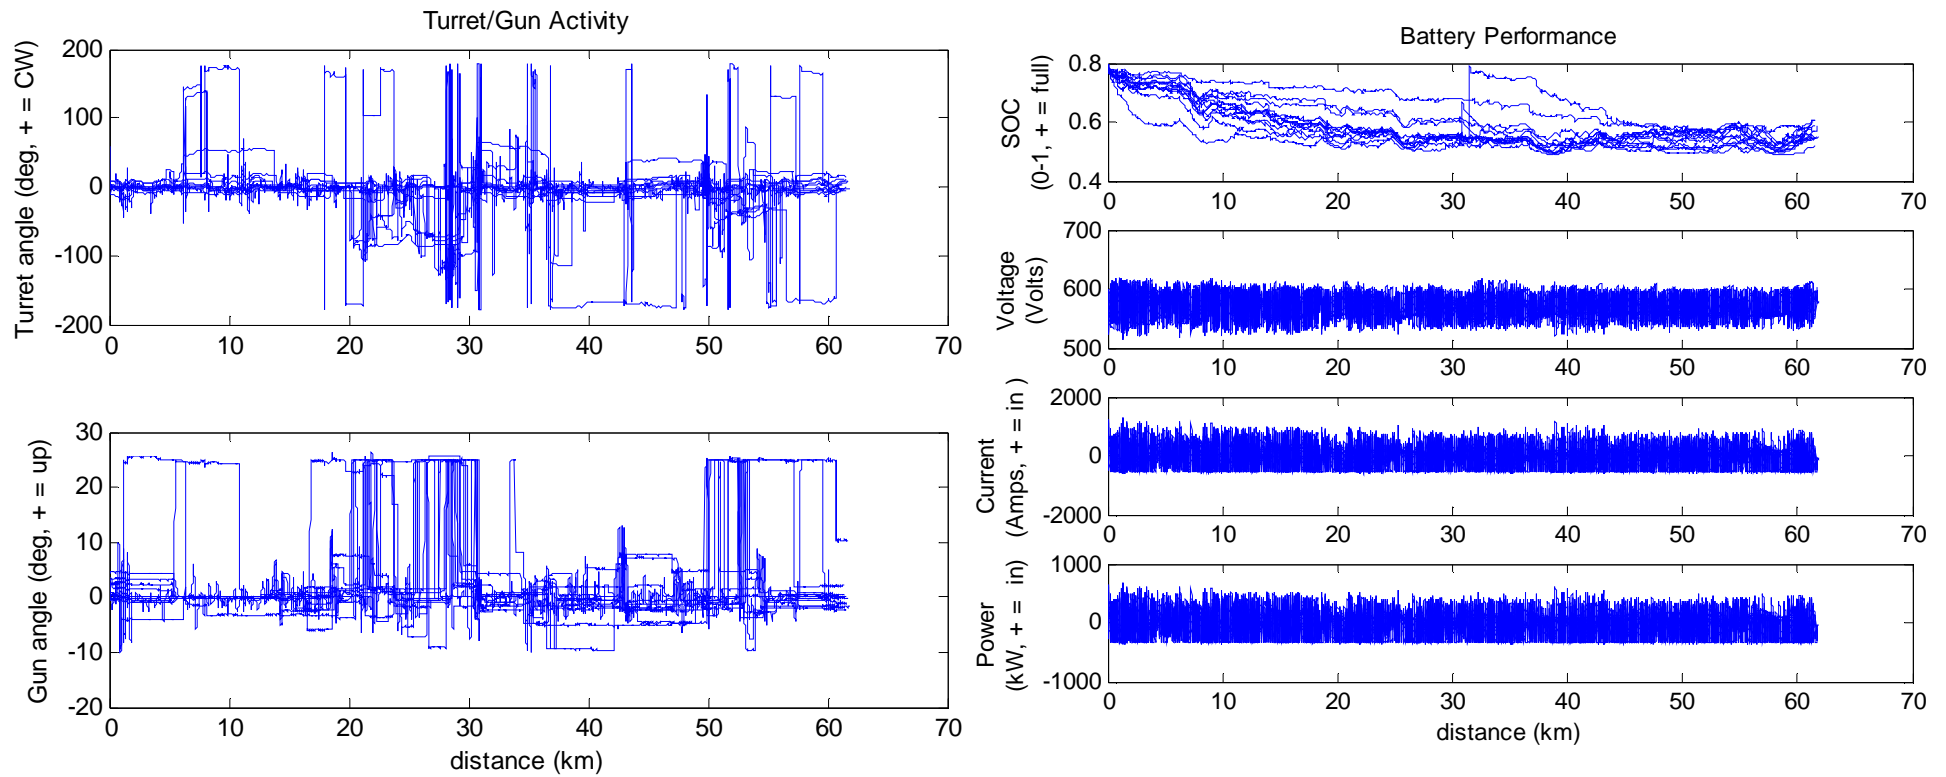 Turret/Gun Activity
Turret angle (deg, + = CW)
200
100
0
-100
-200
0 10 20 30 40 50 60 70
Gun angle (deg, + = up)
30
20
10
0
-10
-20
0 10 20 30 40 50 60 70
distance (km)
Battery Performance
SOC
(0-1, + = full)
0.8
0.6
0.4
0 10 20 30 40 50 60 70
Voltage
(Volts)
700
600
500
0 10 20 30 40 50 60 70
Current
(Amps, + = in )
2000
0
-2000
0 10 20 30 40 50 60 70
Power
(kW, + = in)
1000
0
-1000
0 10 20 30 40 50 60 70
distance (km)